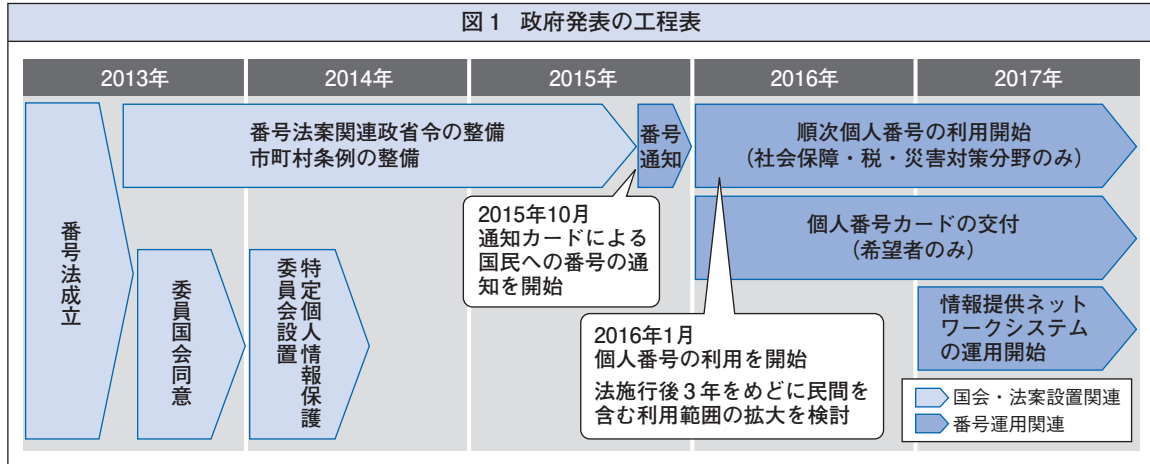 図1 政府発表の工程表
2013年
2014年
2015年
2016年
2017年
番号法成立
番号法案関連政省令の整備
市町村条例の整備
番号
通知
順次個人番号の利用開始
（社会保障・税・災害対策分野のみ）
2015年10月
通知カードによる
国民への番号の通
知を開始
個人番号カードの交付
（希望者のみ）
委員国会同意
特定個人情報保護
委員会設置
2016年1月
個人番号の利用を開始
法施行後3年をめどに民間を
含む利用範囲の拡大を検討
情報提供ネット
ワークシステム
の運用開始
国会・法案設置関連
番号運用関連